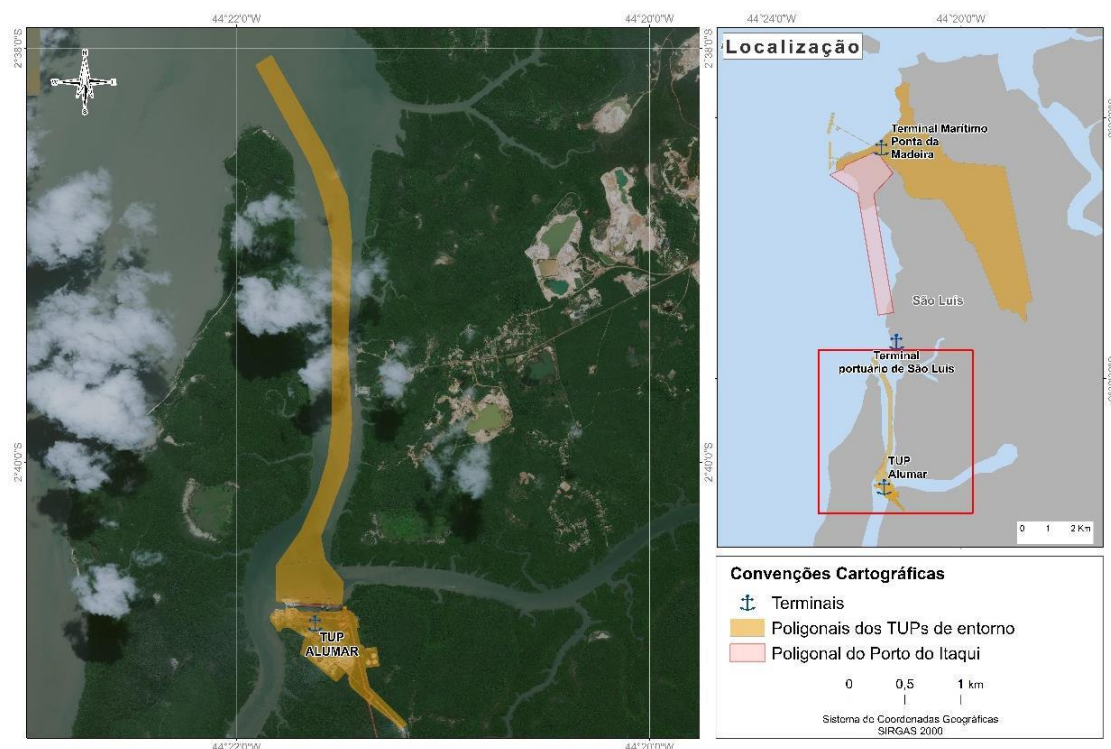 44°22'0"W
44°20'0"W
2°38'0"S
2°40'0"S
N
W
E
S
TUP
ALUMAR
2°38'0"S
2°40'0"S
44°22'0"W
44°20'0"W
44°24'0"W
44°20'0"W
Localização
Terminal Marítimo
Ponta da
Madeira
São Luís
Terminal
portuário de São Luís
TUP
Alumar
0 1 2 Km
Convenções Cartográficas
Terminais
Poligonais dos TUPs de entorno
Poligonal do Porto do Itaqui
0 0,5 1 km
Sistema de Coordenadas Geográficas
SIRGAS 2000